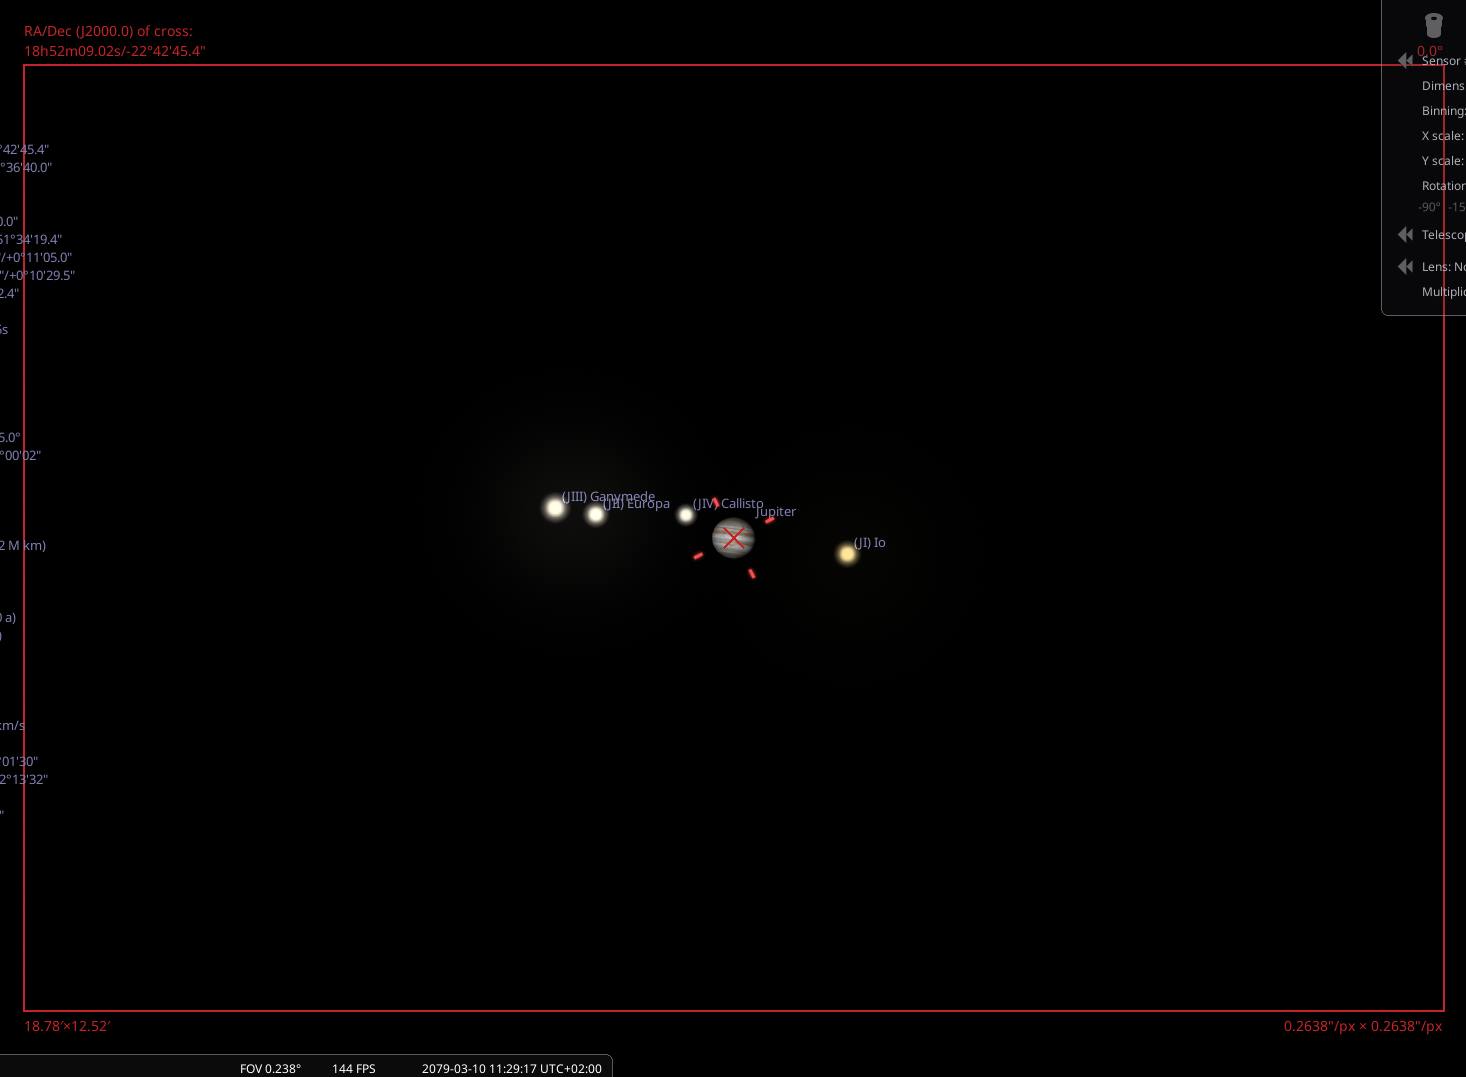 RA/Dec (J2000.0) of cross:
18h52m09.02s/-22°42'45.4"
0.0°
Sensor
Dimens
Binning:
X scale:
Y scale:
Rotation
-90° -15
Telescop
Lens: No
Multiplic
°42'45.4"
°36'40.0"
0.0"
51°34'19.4"
"/+0°11'05.0"
"/+0°10'29.5"
2.4"
5s
5.0°
°00'02"
(JIII) Ganymede
(JII) Europa
(JIV) Callisto
Jupiter
(JI) Io
2 M km)
0 a)
)
km/s
°01'30"
2°13'32"
"
18.78'×12.52'
0.2638"/px × 0.2638"/px
FOV 0.238° 144 FPS 2079-03-10 11:29:17 UTC+02:00